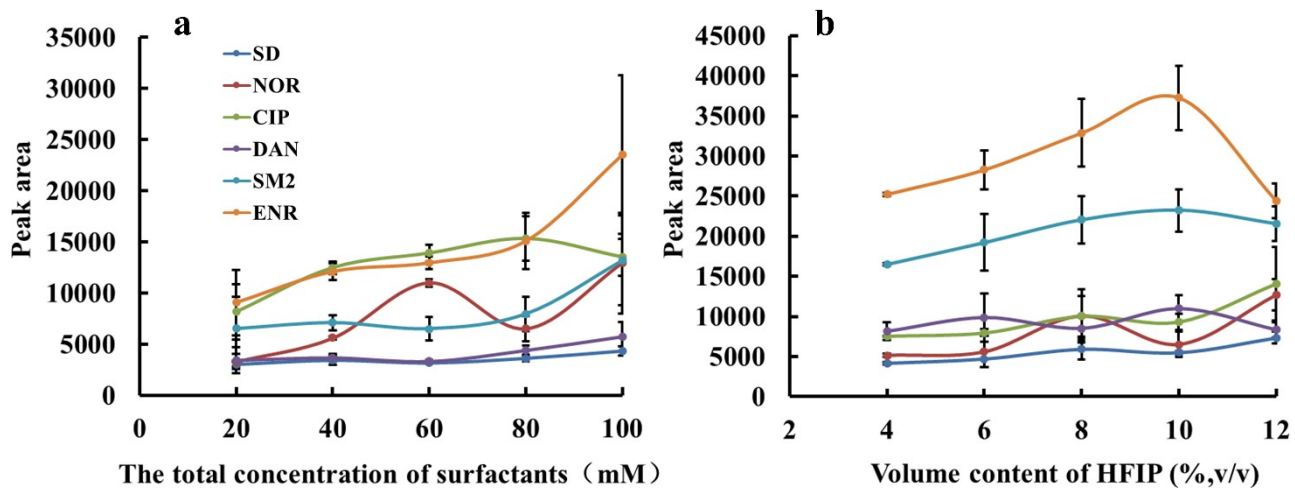 a
35000
30000
25000
20000
15000
10000
5000
0
Peak area
SD
NOR
CIP
DAN
SM2
ENR
0 20 40 60 80 100
The total concentration of surfactants（mM）
b
45000
40000
35000
30000
25000
20000
15000
10000
5000
0
Peak area
2 4 6 8 10 12
Volume content of HFIP (%,v/v)